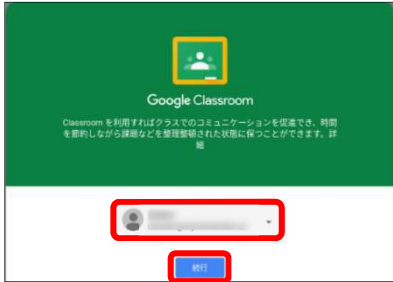 Google Classroom
Classroom を利用すればクラスでのコミュニケーションを促進でき、時間
を節約しながら課題などを整理整頓された状態に保つことができます。詳
細
続行